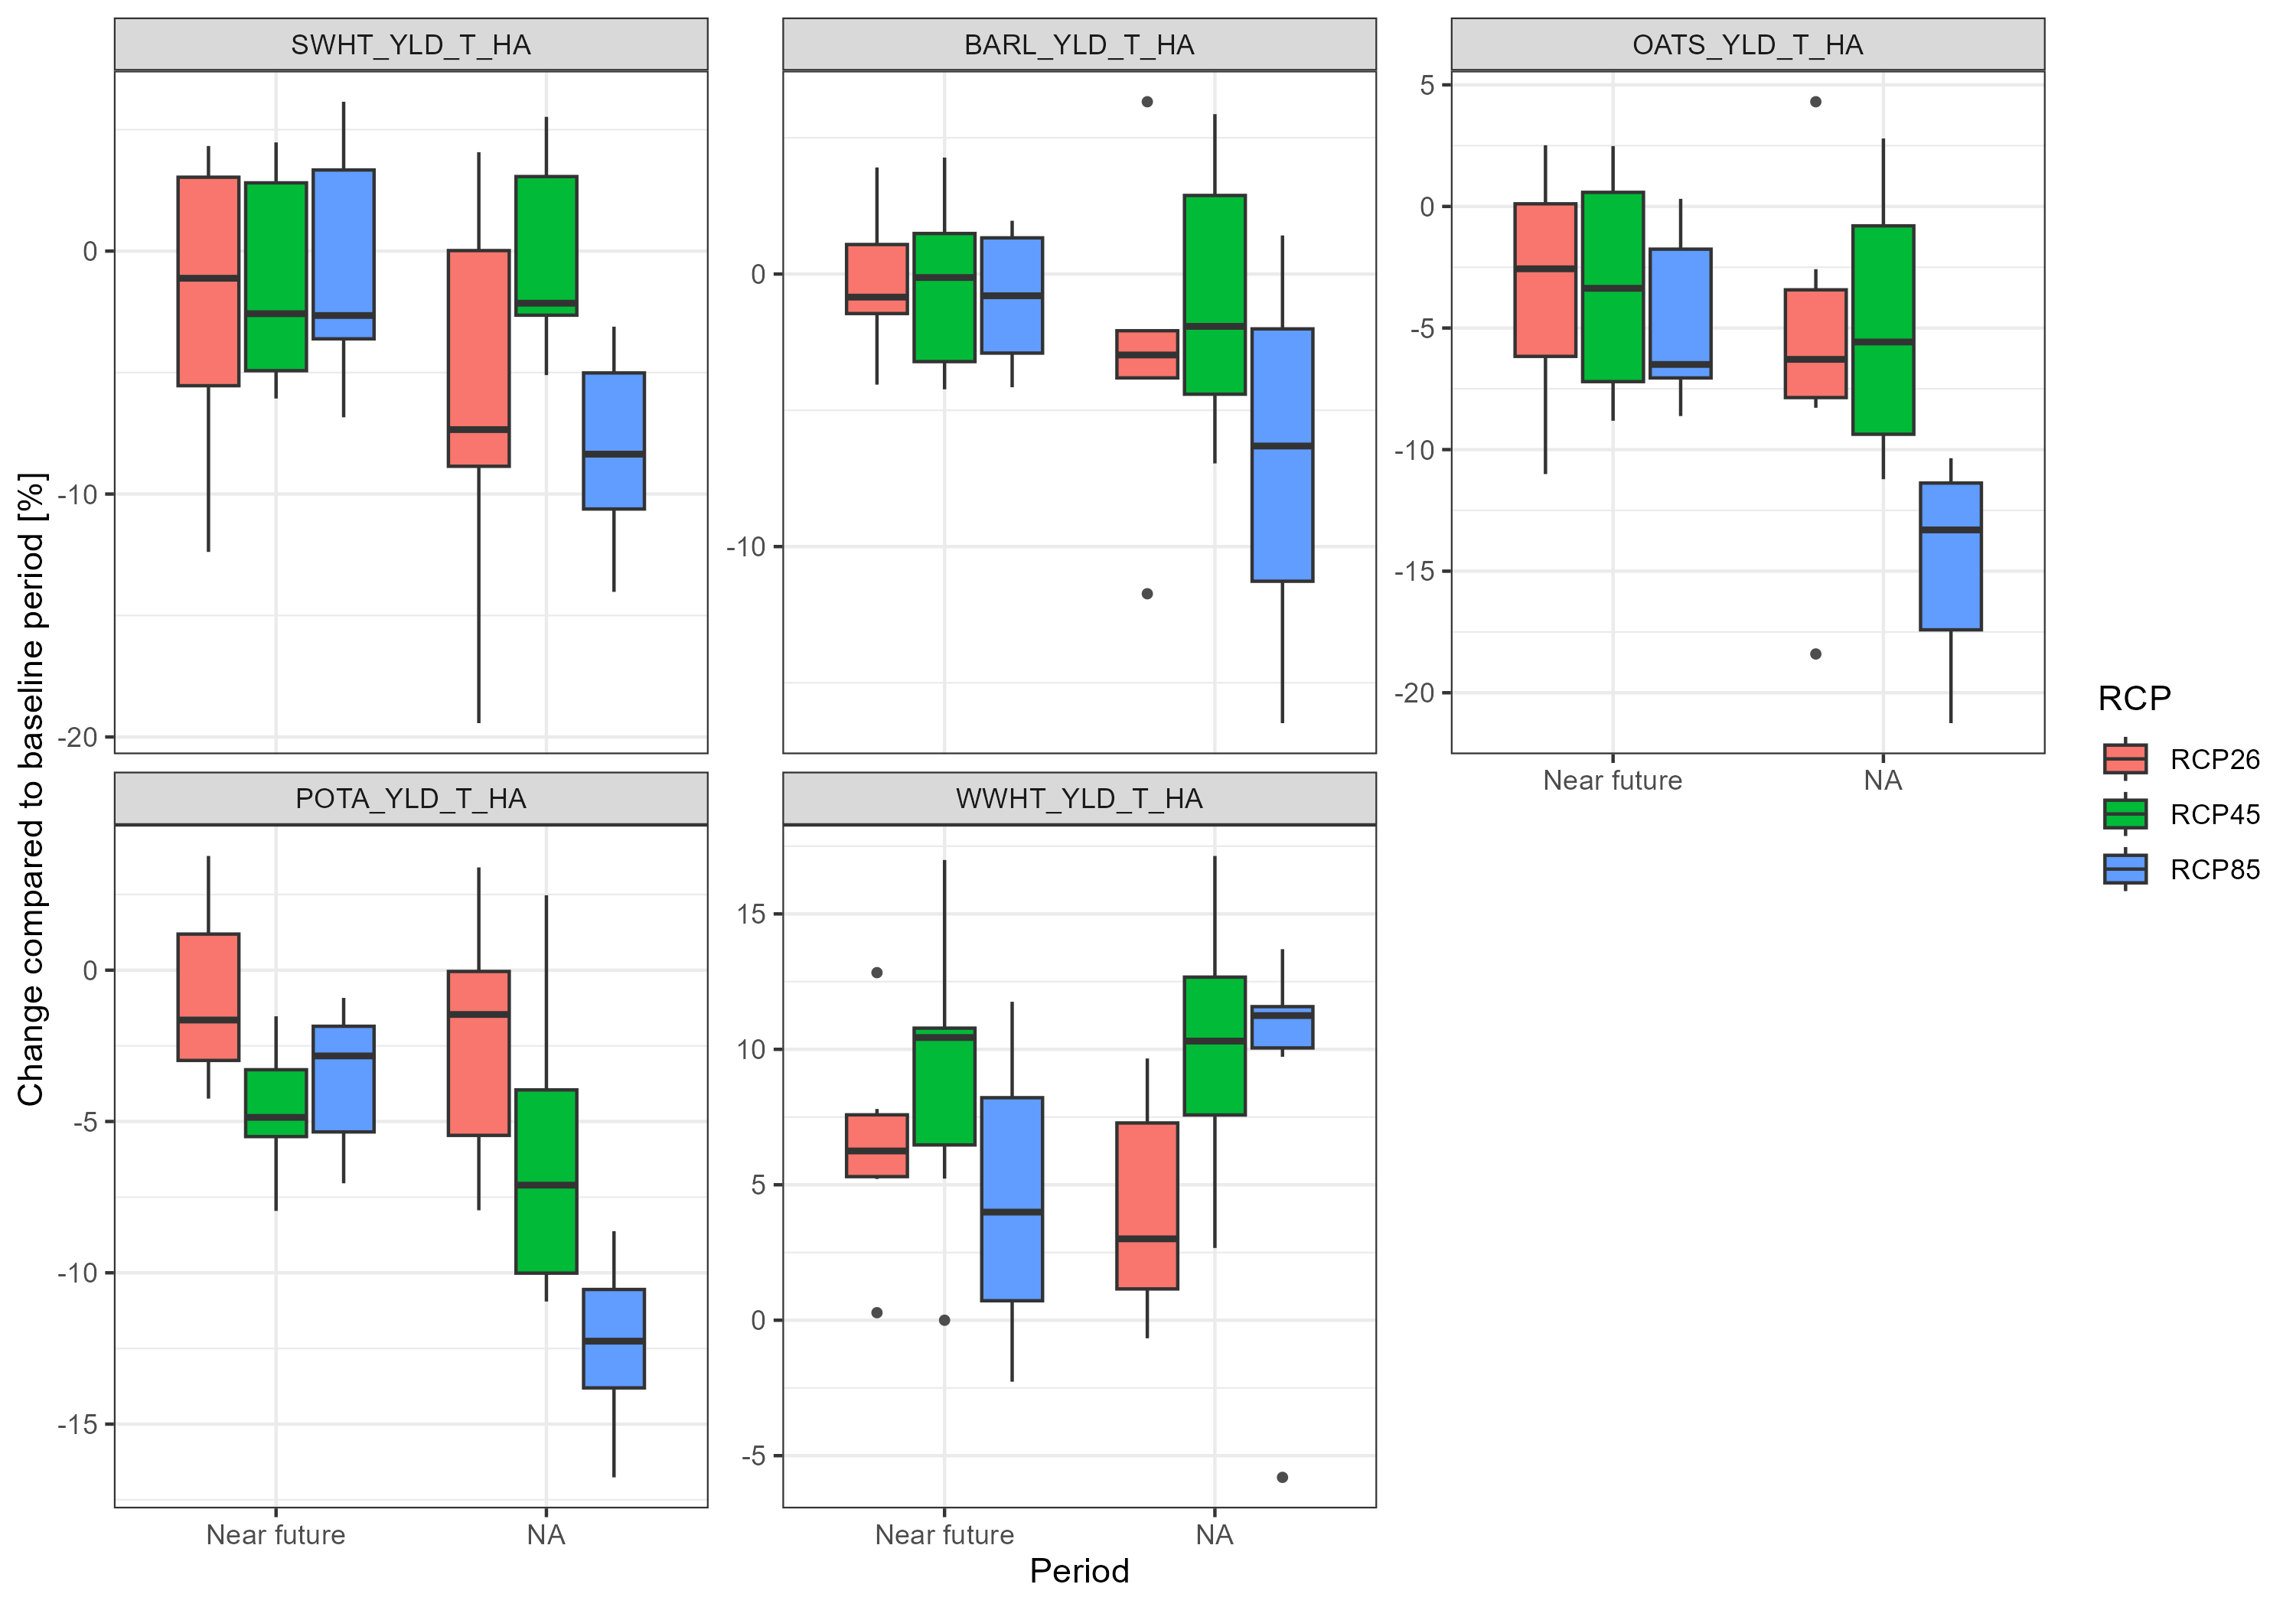 SWHT_YLD_T_HA
BARL_YLD_T_HA
OATS_YLD_T_HA
0
-10
-20
0
-10
5
0
-5
-10
-15
-20
Near future
NA
Change compared to baseline period [%]
POTA_YLD_T_HA
WWHT_YLD_T_HA
0
-5
-10
-15
15
10
5
0
-5
Near future
NA
Near future
NA
Period
RCP
RCP26
RCP45
RCP85